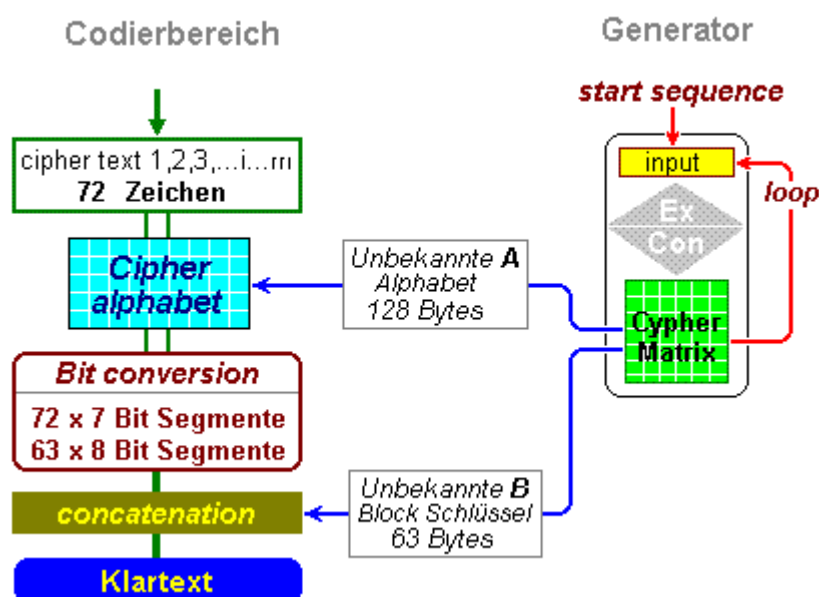 Codierbereich
Generator
start sequence
cipher text 1,2,3,...i...m
72 Zeichen
input
loop
Ex
Con
Cipher
alphabet
Unbekannte A
Alphabet
128 Bytes
Cypher
Matrix
Bit conversion
72 x 7 Bit Segmente
63 x 8 Bit Segmente
concatenation
Unbekannte B
Block Schlüssel
63 Bytes
Klartext